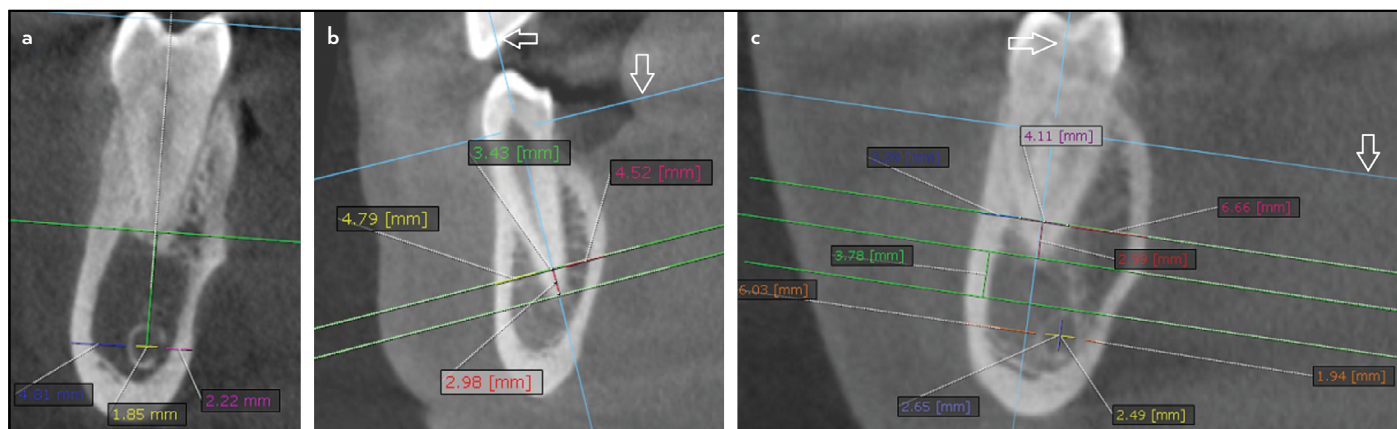 a
4.81 [mm]
1.85 mm
2.22 mm
b
3.43 [mm]
4.52 [mm]
4.79 [mm]
2.98 [mm]
c
4.11 [mm]
[mm]
6.66 [mm]
2.99 [mm]
3.78 [mm]
6.03 [mm]
1.94 [mm]
2.65 [mm]
2.49 [mm]